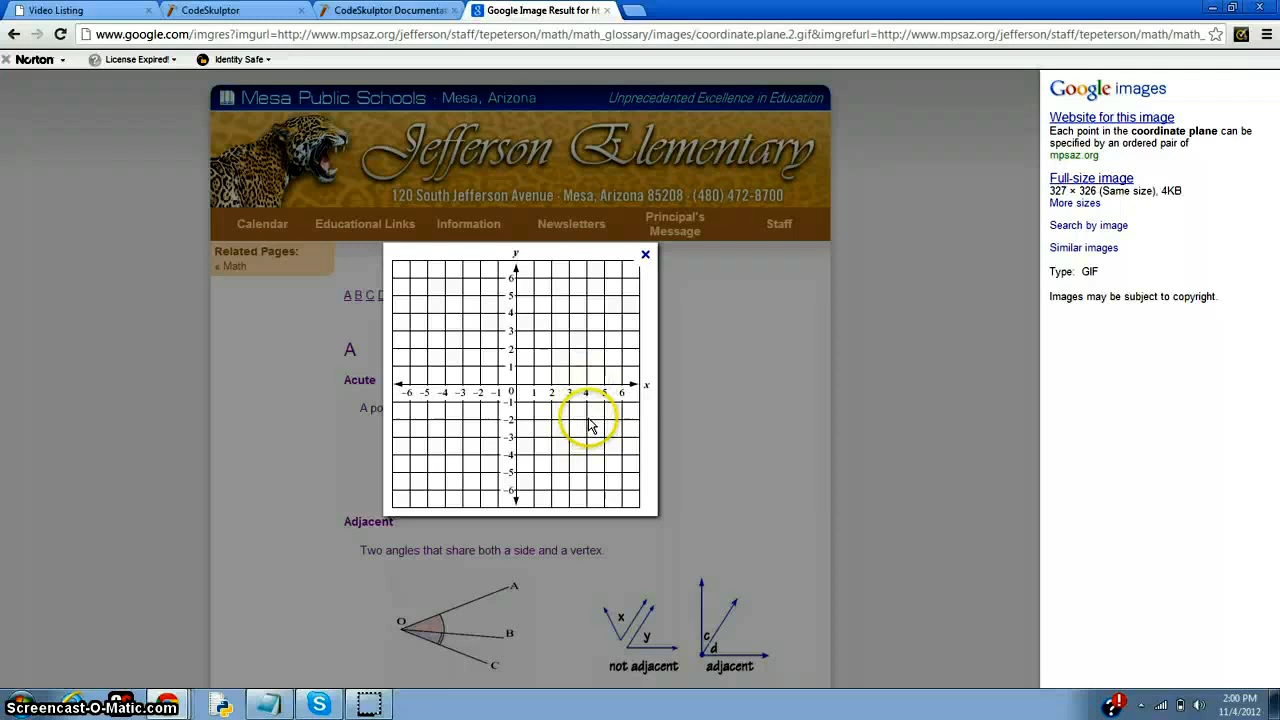 Video Listing
CodeSkulptor
CodeSkulptor Documenta
Google Image Result for ht
www.google.com/imgres?imgurl=http://www.mpsaz.org/jefferson/staff/tepeterson/math/math_glossary/images/coordinate.plane.2.gif&imgrefurl=http://www.mpsaz.org/jefferson/staff/tepeterson/math/math_
Norton
License Expired!
Identity Safe
Mesa Public Schools · Mesa, Arizona
Unprecedented Excellence in Education
Jefferson Elementary
120 South Jefferson Avenue · Mesa, Arizona 85208 · (480) 472-8700
Calendar
Educational Links
Information
Newsletters
Principal's
Message
Staff
Related Pages:
« Math
A B C D
A
Acute
A po
y
6
5
4
3
2
1
x
-6 -5 -4 -3 -2 -1 0 1 2 3 4 5 6
-1
-2
-3
-4
-5
-6
Adjacent
Two angles that share both a side and a vertex.
A
O
B
C
x
y
not adjacent
c
d
adjacent
Google images
Website for this image
Each point in the coordinate plane can be
specified by an ordered pair of
mpsaz.org
Full-size image
327 × 326 (Same size), 4KB
More sizes
Search by image
Similar images
Type: GIF
Images may be subject to copyright.
Screencast-O-Matic.com
2:00 PM
11/4/2012